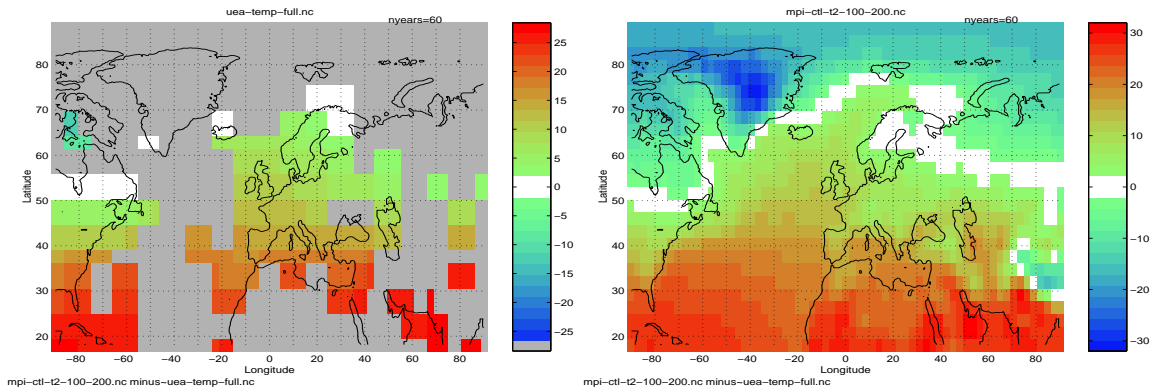 uea−temp−full.nc
nyears=60
80
70
60
50
40
30
20
Latitude
−80 −60 −40 −20 0 20 40 60 80
Longitude
25
20
15
10
5
0
−5
−10
−15
−20
−25
mpi−ctl−t2−100−200.nc minus−uea−temp−full.nc
mpi−ctl−t2−100−200.nc
nyears=60
80
70
60
50
40
30
20
Latitude
−80 −60 −40 −20 0 20 40 60 80
Longitude
30
20
10
0
−10
−20
−30
mpi−ctl−t2−100−200.nc minus−uea−temp−full.nc